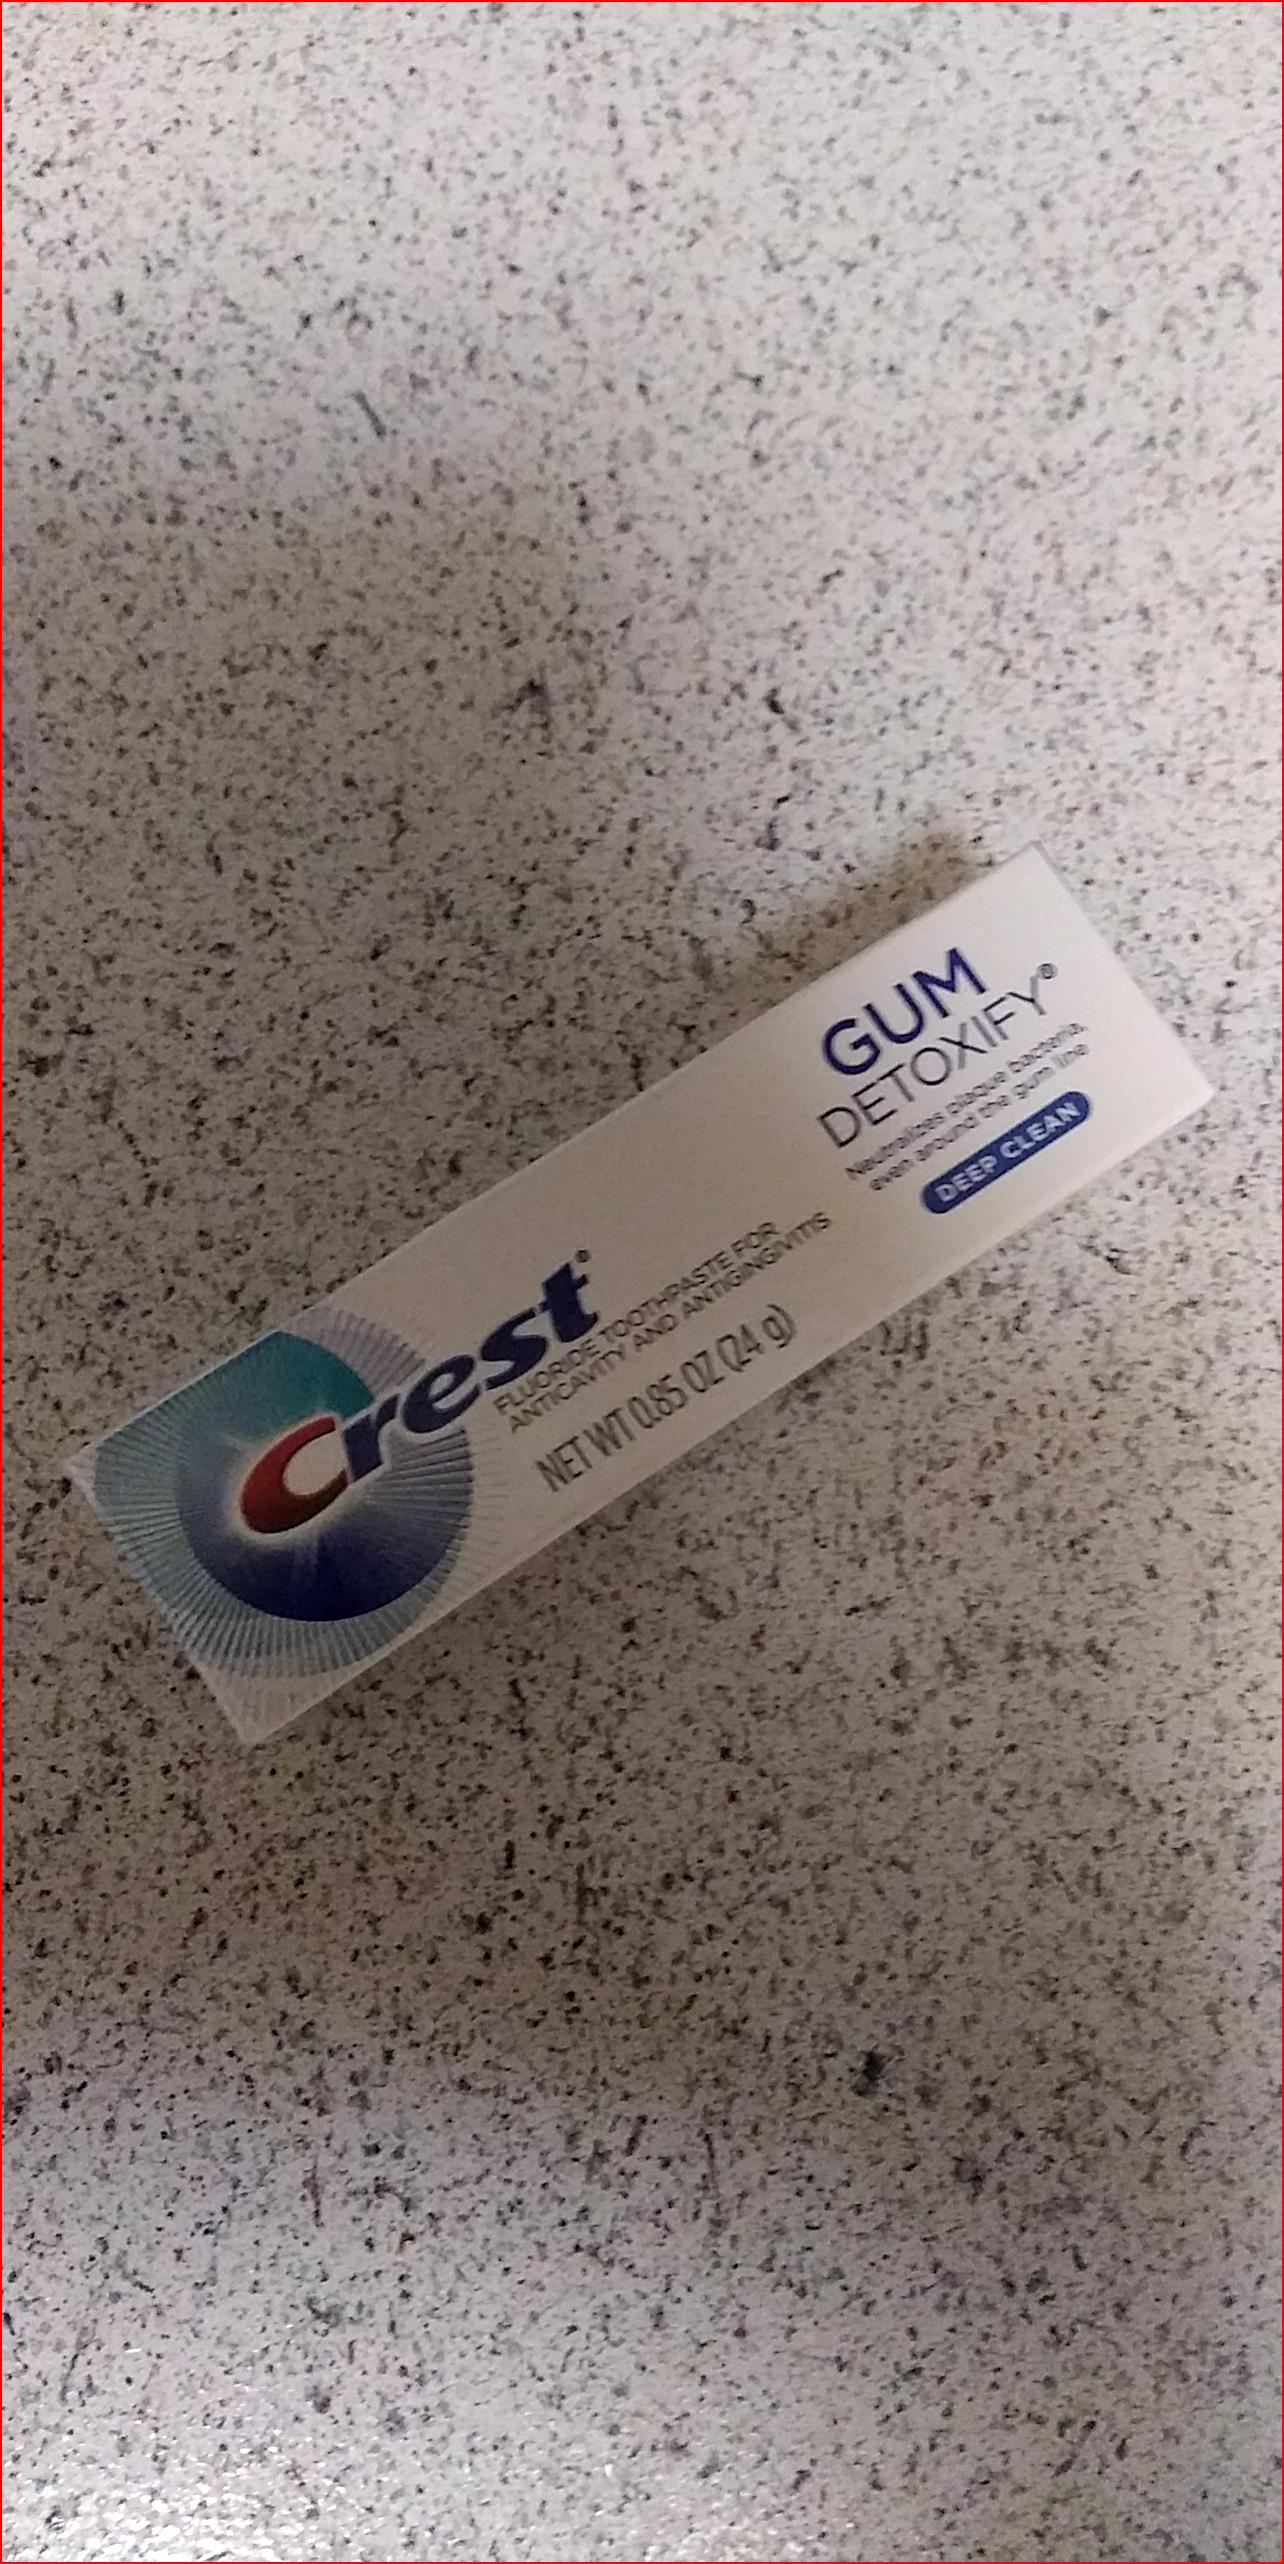 Crest®
FLUORIDE TOOTHPASTE FOR
ANTICAVITY AND ANTIGINGIVITIS
NET WT 0.85 OZ (24 g)
GUM
DETOXIFY®
Neutralizes plaque bacteria,
even around the gum line
DEEP CLEAN